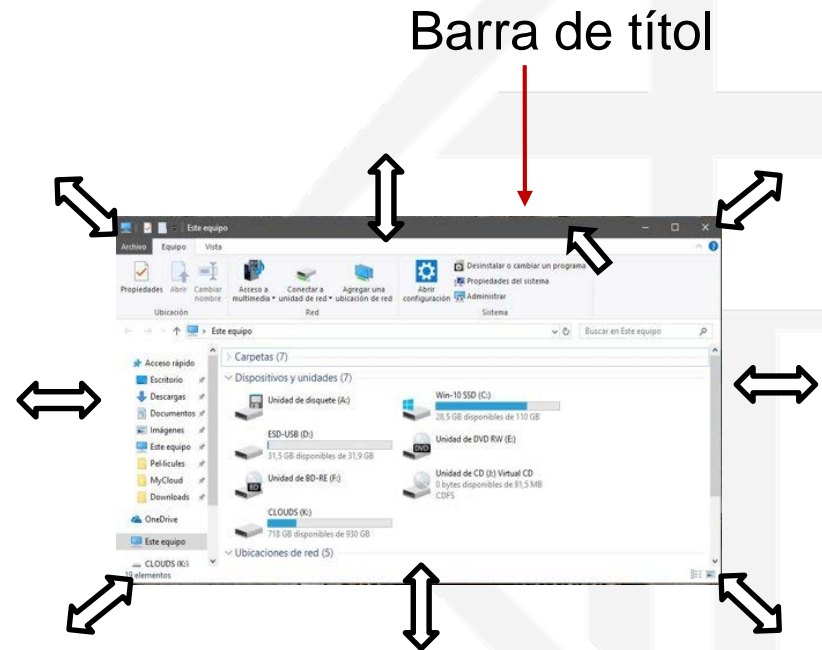 Barra de títol
Este equipo
Archivo Equipo Vista
Propiedades Abrir Cambiar nombre
Acceso a multimedia Conectar a unidad de red Agregar una ubicación de red
Abrir configuración
Desinstalar o cambiar un programa
Propiedades del sistema
Administrar
Ubicación Red Sistema
Este equipo Buscar en Este equipo
Acceso rápido
Escritorio
Descargas
Documentos
Imágenes
Este equipo
Pel·lícules
MyCloud
Downloads
OneDrive
Este equipo
CLOUDS (K:)
19 elementos
Carpetas (7)
Dispositivos y unidades (7)
Unidad de disquete (A:)
Win-10 SSD (C:)
28,5 GB disponibles de 110 GB
ESD-USB (D:)
31,5 GB disponibles de 31,9 GB
Unidad de DVD RW (E:)
DVD
Unidad de BD-RE (F:)
BD
Unidad de CD (I:) Virtual CD
0 bytes disponibles de 81,5 MB
CDFS
CLOUDS (K:)
718 GB disponibles de 930 GB
Ubicaciones de red (5)